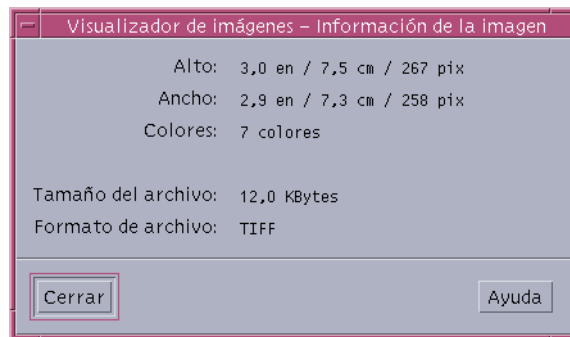 Visualizador de imágenes – Información de la imagen
Alto: 3,0 en / 7,5 cm / 267 pix
Ancho: 2,9 en / 7,3 cm / 258 pix
Colores: 7 colores
Tamaño del archivo: 12,0 KBytes
Formato de archivo: TIFF
Cerrar Ayuda